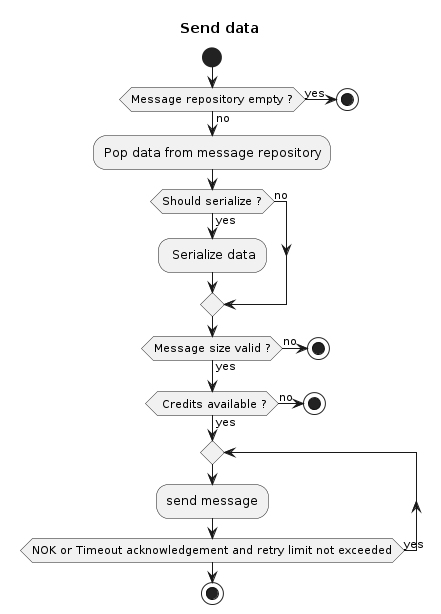 Send data
Message repository empty ?
yes
no
Pop data from message repository
Should serialize ?
no
yes
Serialize data
Message size valid ?
no
yes
Credits available ?
no
yes
send message
NOK or Timeout acknowledgement and retry limit not exceeded
yes